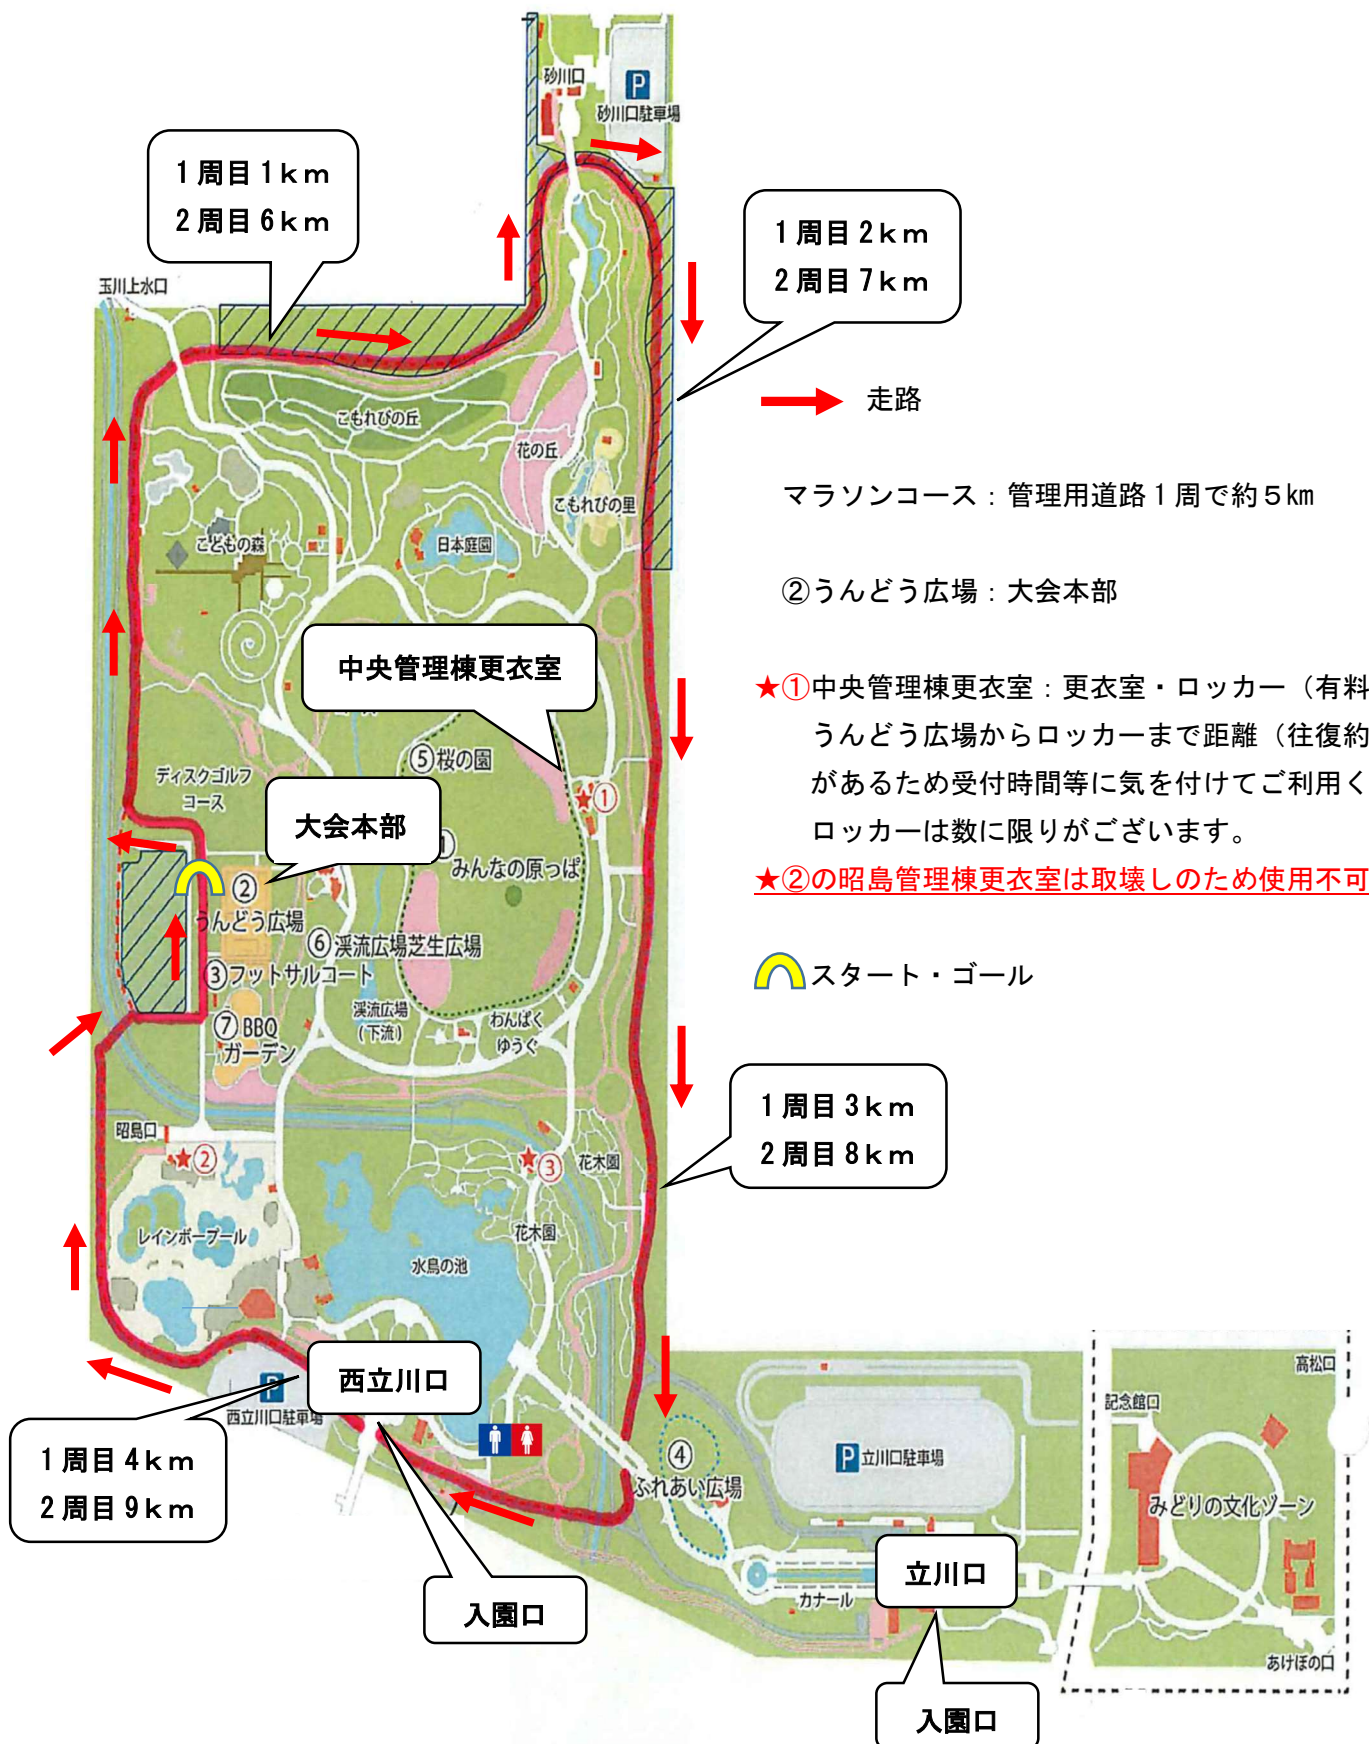 砂川口
P
砂川口駐車場
1周目1km
2周目6km
1周目2km
2周目7km
玉川上水口
走路
こもれびの丘
花の丘
こもれびの里
マラソンコース：管理用道路1周で約5km
こどもの森
日本庭園
②うんどう広場：大会本部
中央管理棟更衣室
★①中央管理棟更衣室：更衣室・ロッカー（有料
うんどう広場からロッカーまで距離（往復約
があるため受付時間等に気を付けてご利用く
ロッカーは数に限りがございます。
★②の昭島管理棟更衣室は取壊しのため使用不可
⑤桜の園
★①
ディスクゴルフ
コース
大会本部
みんなの原っぱ
②
うんどう広場
⑥渓流広場芝生広場
③フットサルコート
スタート・ゴール
渓流広場
（下流）
わんぱく
ゆうぐ
⑦BBQ
ガーデン
1周目3km
2周目8km
昭島口
★②
★③
花木園
花木園
レインボープール
水鳥の池
西立川口
P
西立川口駐車場
1周目4km
2周目9km
入園口
④
ふれあい広場
P立川口駐車場
高松口
記念館口
みどりの文化ゾーン
立川口
カナール
入園口
あけぼの口